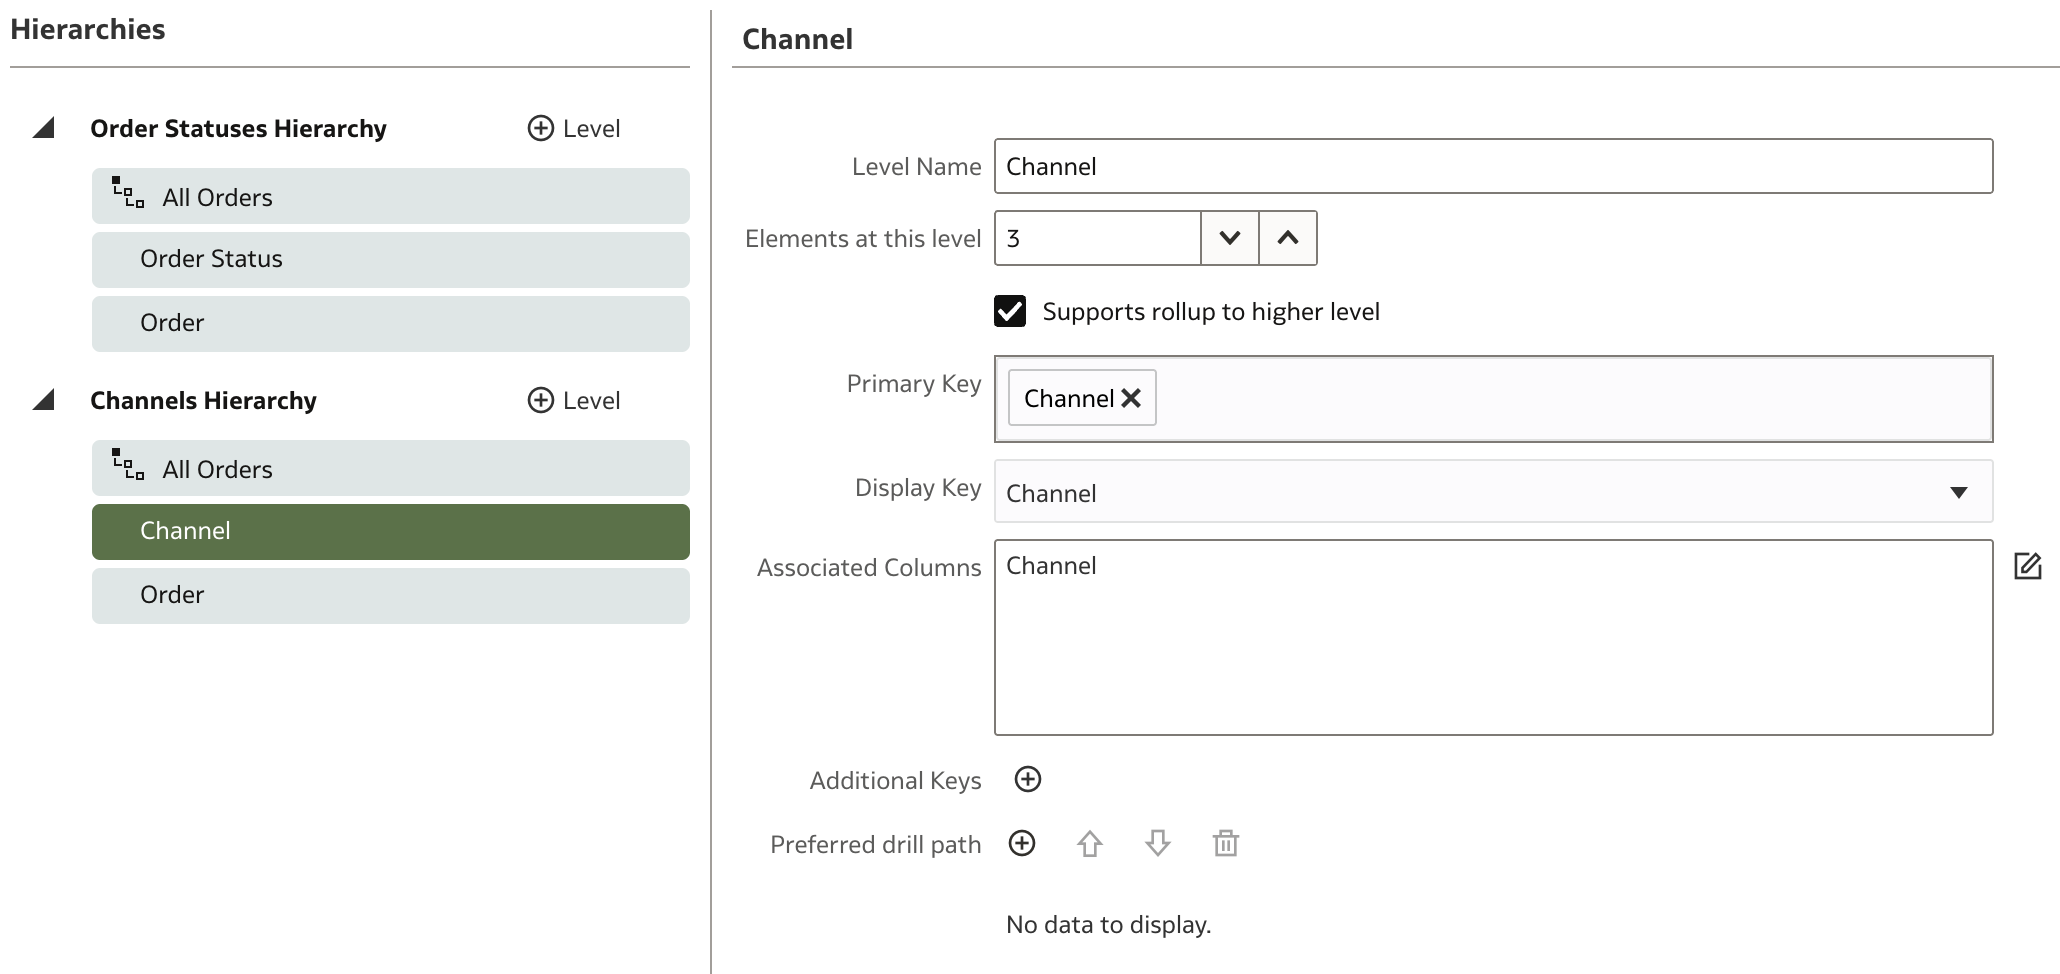 Hierarchies
Order Statuses Hierarchy
Level
All Orders
Order Status
Order
Channels Hierarchy
Level
All Orders
Channel
Order
Channel
Level Name
Channel
Elements at this level
3
Supports rollup to higher level
Primary Key
Channel
Display Key
Channel
Associated Columns
Channel
Additional Keys
Preferred drill path
No data to display.